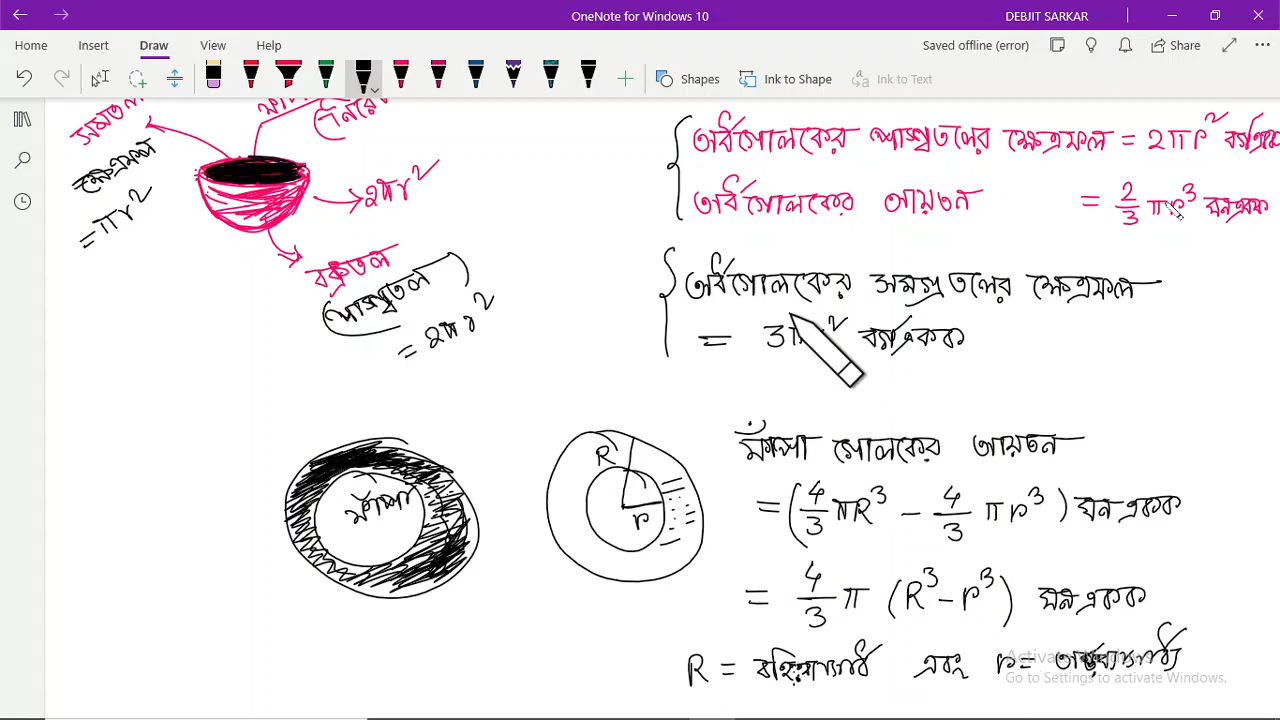 OneNote for Windows 10
DEBJIT SARKAR
Home Insert Draw View Help
Saved offline (error)
Share
Shapes
Ink to Shape
Ink to Text
সমতল
ক্ষেত্রফল
= πr²
→ 2πr²
বক্রতল
(পার্শ্বতল)
= 2πr²
অর্ধগোলকের পার্শ্বতলের ক্ষেত্রফল = 2πr² বর্গএকক
অর্ধগোলকের আয়তন = 2/3 πr³ ঘনএকক
অর্ধগোলকের সমগ্রতলের ক্ষেত্রফল
= 3 ² বর্গএকক
ফাঁপা
R
r
ফাঁপা গোলকের আয়তন
= (4/3 πR³ - 4/3 πr³) ঘনএকক
= 4/3 π (R³ - r³) ঘনএকক
R = বহিঃব্যাসার্ধ এবং r = অন্তঃব্যাসার্ধ
Activate Windows
Go to Settings to activate Windows.